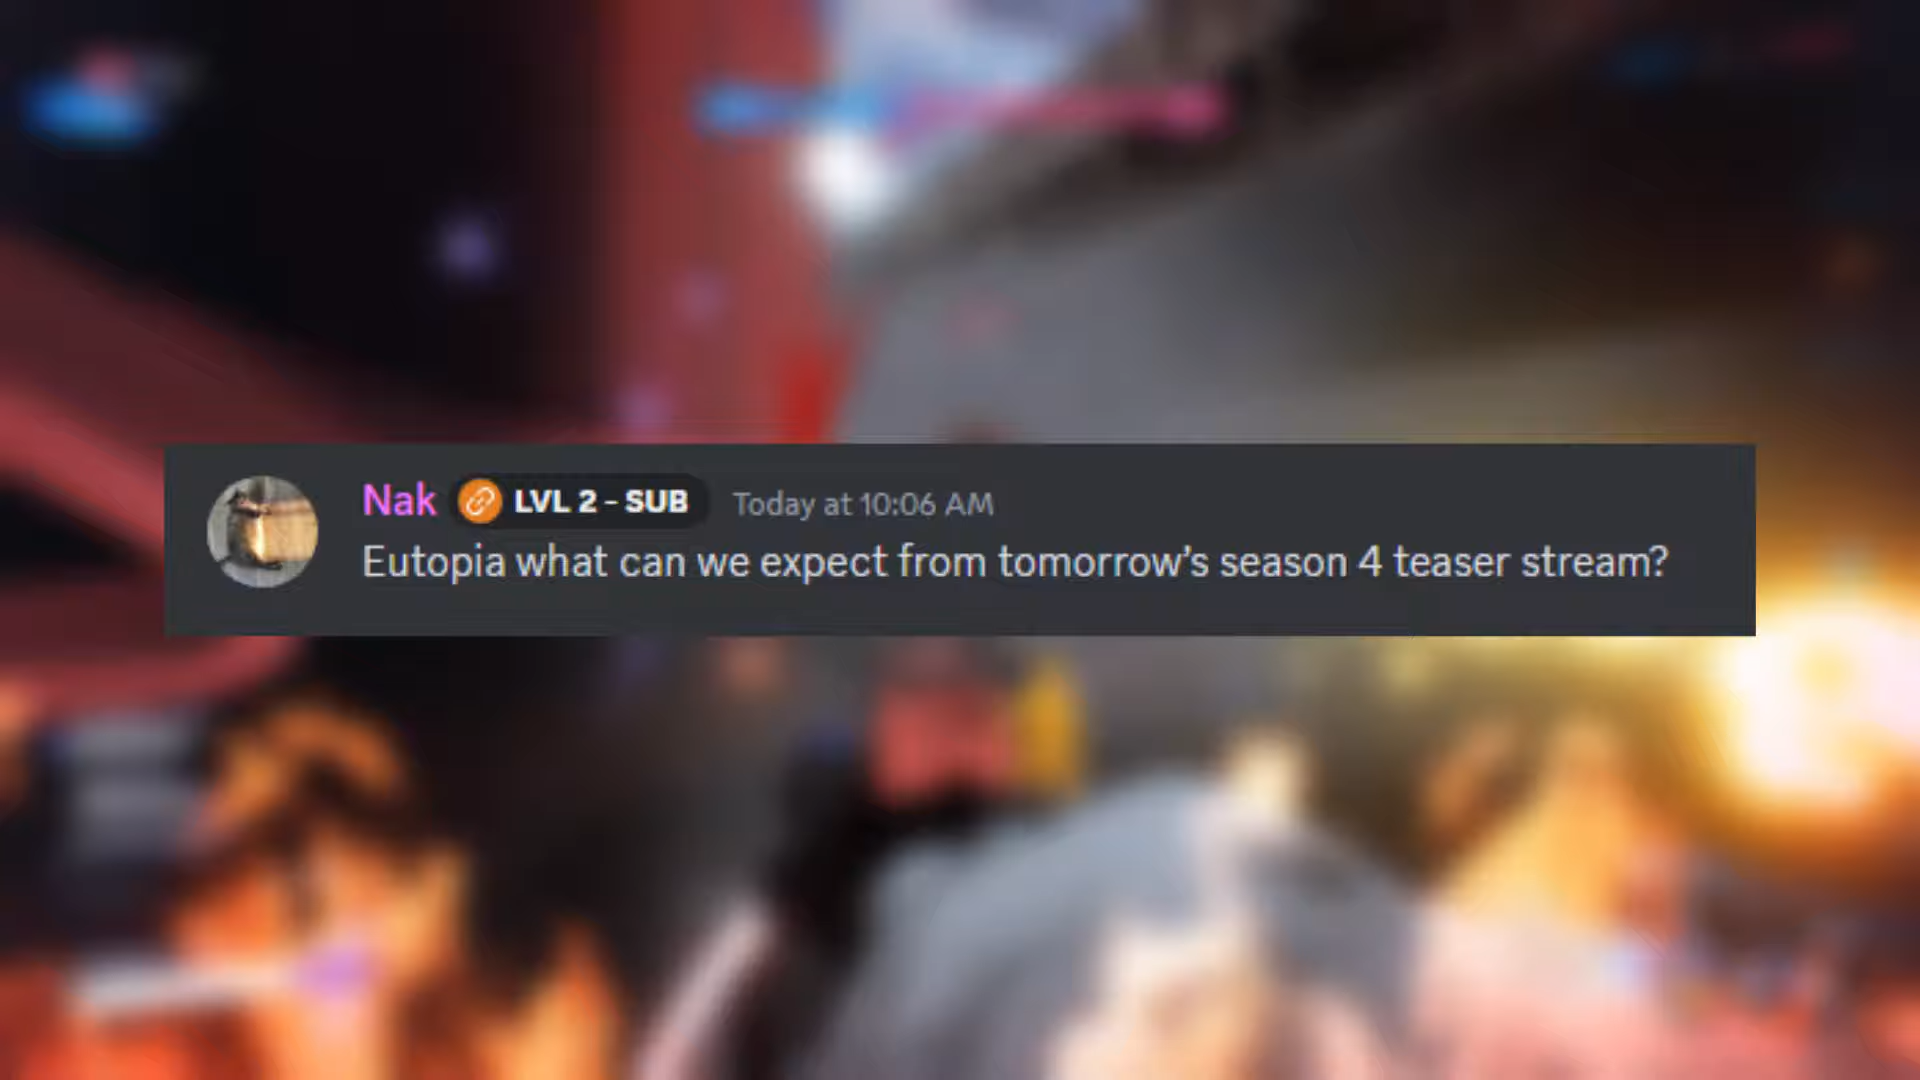 Nak LVL 2 - SUB Today at 10:06 AM
Eutopia what can we expect from tomorrow’s season 4 teaser stream?